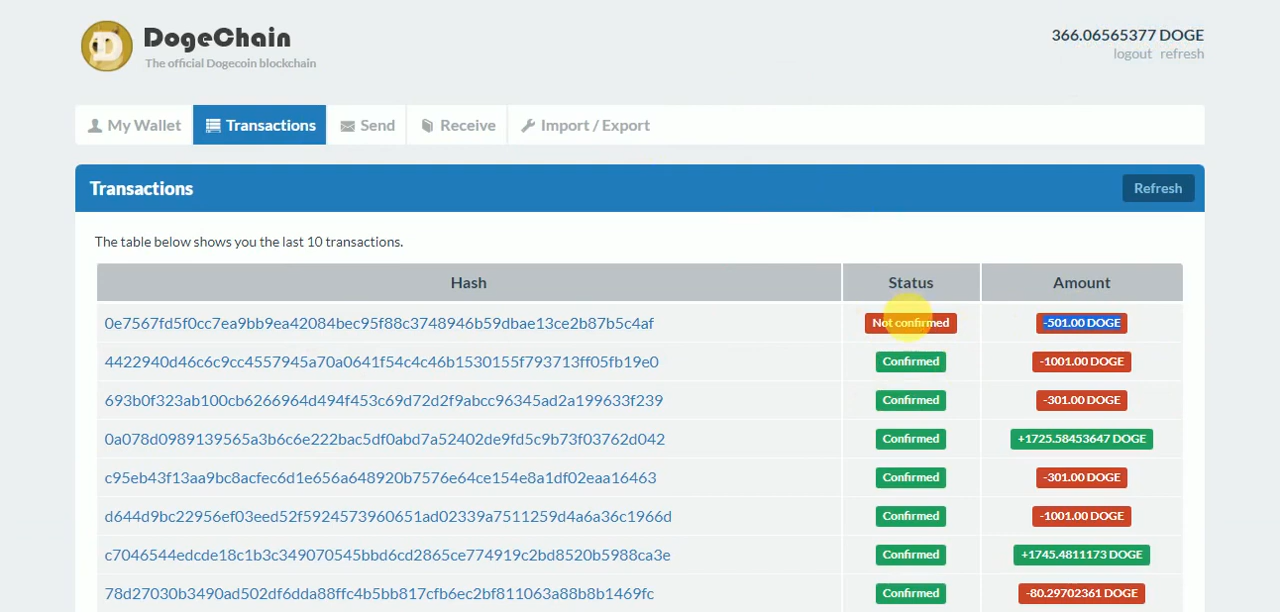 DogeChain
The official Dogecoin blockchain
366.06565377 DOGE
logout refresh
My Wallet Transactions Send Receive Import / Export
Transactions Refresh
The table below shows you the last 10 transactions.
Hash Status Amount
0e7567fd5f0cc7ea9bb9ea42084bec95f88c3748946b59dbae13ce2b87b5c4af Not confirmed -501.00 DOGE
4422940d46c6c9cc4557945a70a0641f54c4c46b1530155f793713ff05fb19e0 Confirmed -1001.00 DOGE
693b0f323ab100cb6266964d494f453c69d72d2f9abcc96345ad2a199633f239 Confirmed -301.00 DOGE
0a078d0989139565a3b6c6e222bac5df0abd7a52402de9fd5c9b73f03762d042 Confirmed +1725.58453647 DOGE
c95eb43f13aa9bc8acfec6d1e656a648920b7576e64ce154e8a1df02eaa16463 Confirmed -301.00 DOGE
d644d9bc22956ef03eed52f5924573960651ad02339a7511259d4a6a36c1966d Confirmed -1001.00 DOGE
c7046544edcde18c1b3c349070545bbd6cd2865ce774919c2bd8520b5988ca3e Confirmed +1745.4811173 DOGE
78d27030b3490ad502df6dda88ffc4b5bb817cfb6ec2bf811063a88b8b1469fc Confirmed -80.29702361 DOGE